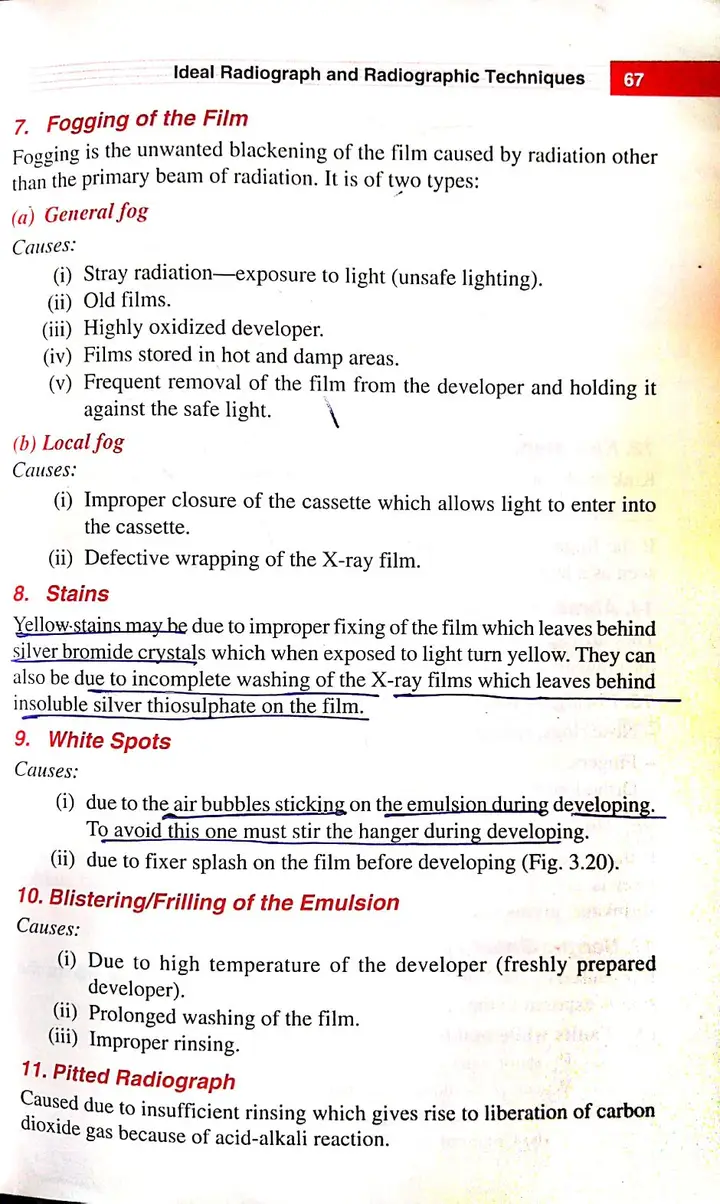 Ideal Radiograph and Radiographic Techniques 67
7. Fogging of the Film
Fogging is the unwanted blackening of the film caused by radiation other
than the primary beam of radiation. It is of two types:
(a) General fog
Causes:
(i) Stray radiation—exposure to light (unsafe lighting).
(ii) Old films.
(iii) Highly oxidized developer.
(iv) Films stored in hot and damp areas.
(v) Frequent removal of the film from the developer and holding it
against the safe light.
(b) Local fog
Causes:
(i) Improper closure of the cassette which allows light to enter into
the cassette.
(ii) Defective wrapping of the X-ray film.
8. Stains
Yellow stains may be due to improper fixing of the film which leaves behind
silver bromide crystals which when exposed to light turn yellow. They can
also be due to incomplete washing of the X-ray films which leaves behind
insoluble silver thiosulphate on the film.
9. White Spots
Causes:
(i) due to the air bubbles sticking on the emulsion during developing.
To avoid this one must stir the hanger during developing.
(ii) due to fixer splash on the film before developing (Fig. 3.20).
10. Blistering/Frilling of the Emulsion
Causes:
(i) Due to high temperature of the developer (freshly prepared
developer).
(ii) Prolonged washing of the film.
(iii) Improper rinsing.
11. Pitted Radiograph
Caused due to insufficient rinsing which gives rise to liberation of carbon
dioxide gas because of acid-alkali reaction.